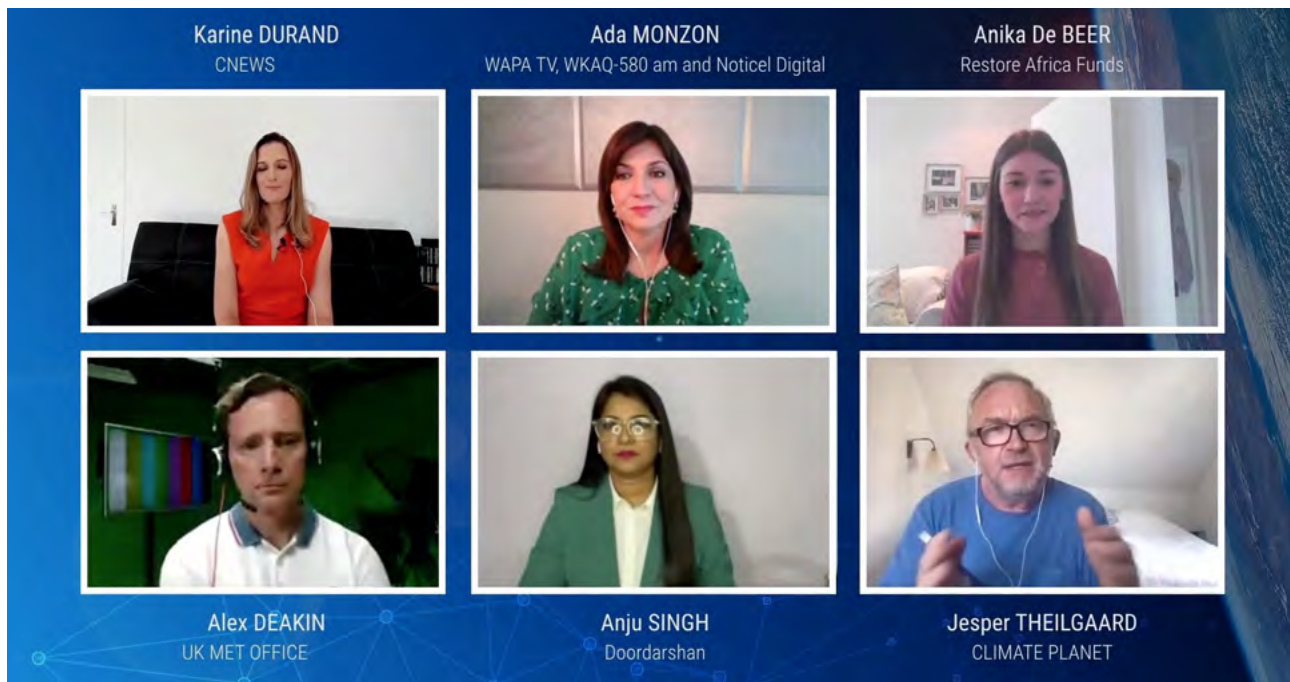 Karine DURAND
CNEWS
Ada MONZON
WAPA TV, WKAQ-580 am and Noticel Digital
Anika De BEER
Restore Africa Funds
Alex DEAKIN
UK MET OFFICE
Anju SINGH
Doordarshan
Jesper THEILGAARD
CLIMATE PLANET